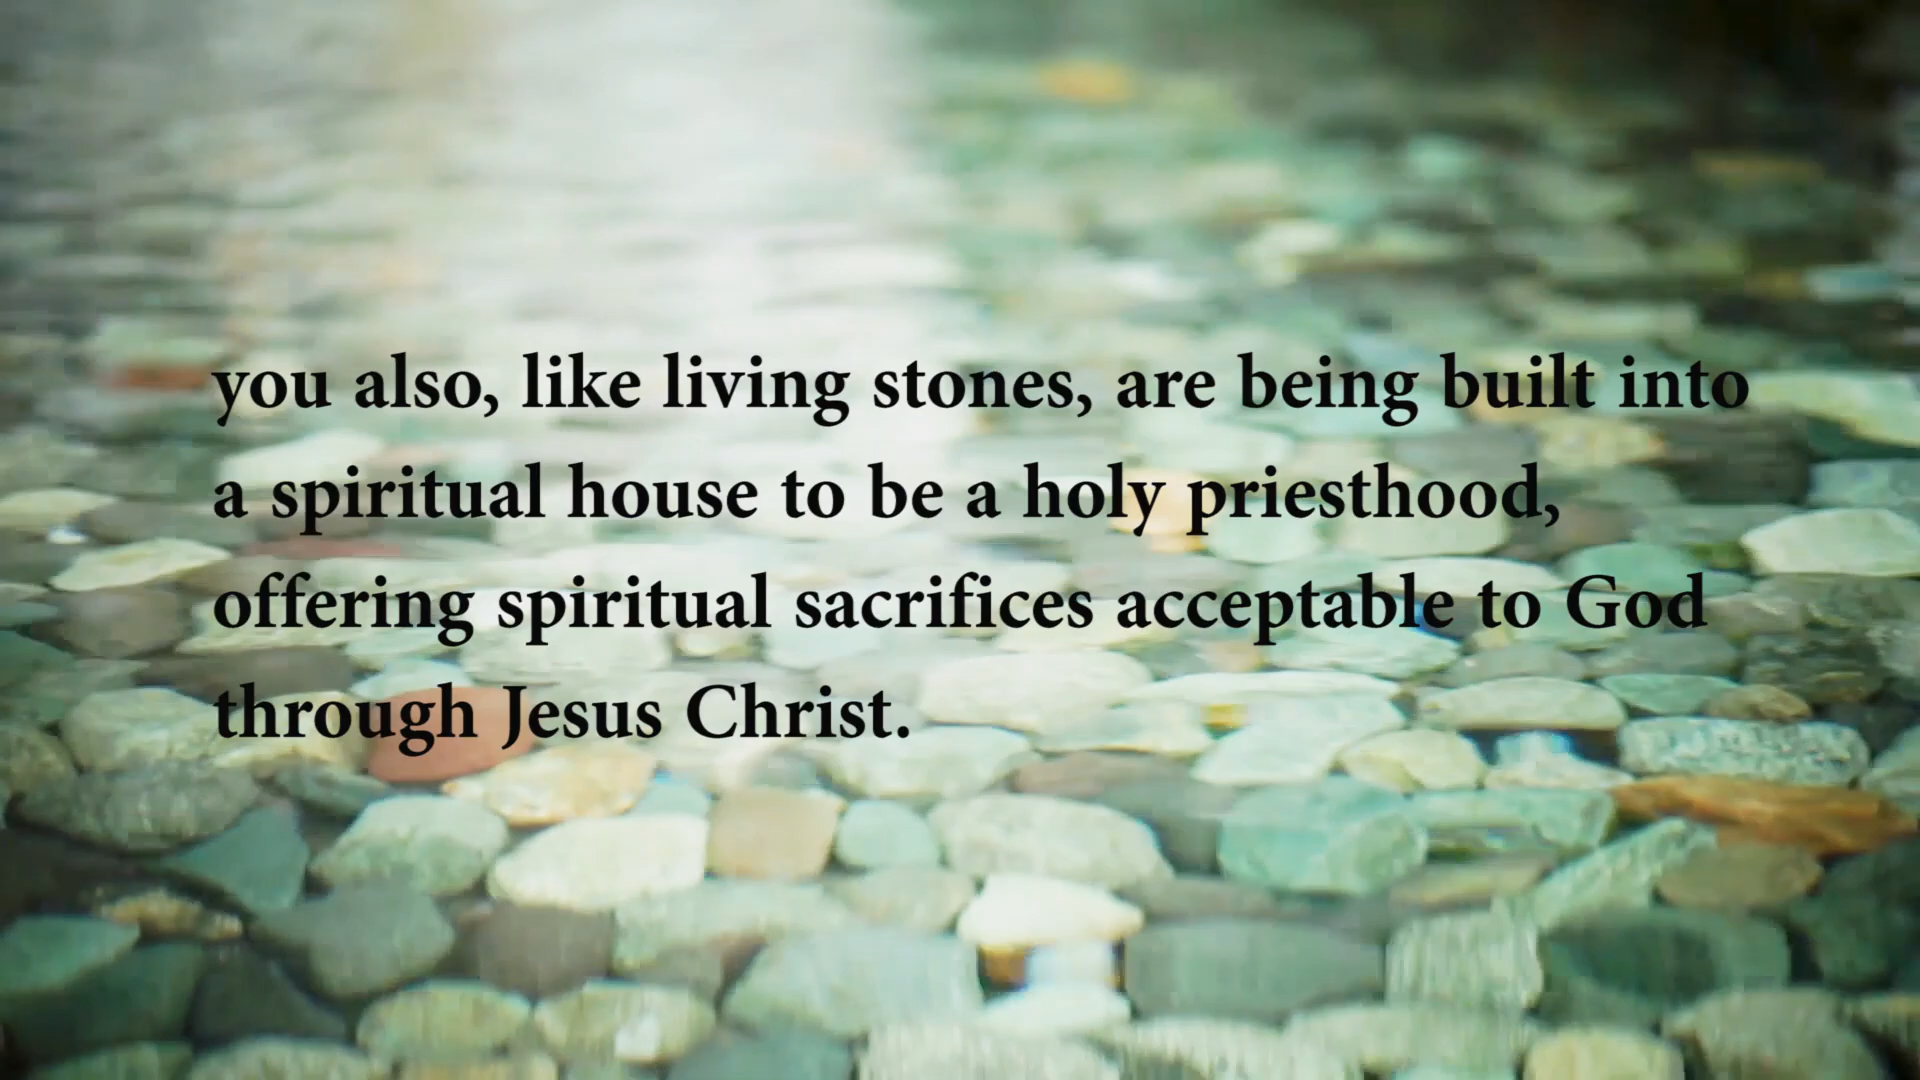 you also, like living stones, are being built into
a spiritual house to be a holy priesthood,
offering spiritual sacrifices acceptable to God
through Jesus Christ.